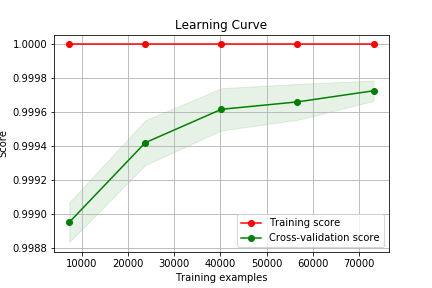 Learning Curve
1.0000
0.9998
0.9996
0.9994
0.9992
0.9990
0.9988
Score
10000 20000 30000 40000 50000 60000 70000
Training examples
Training score
Cross-validation score